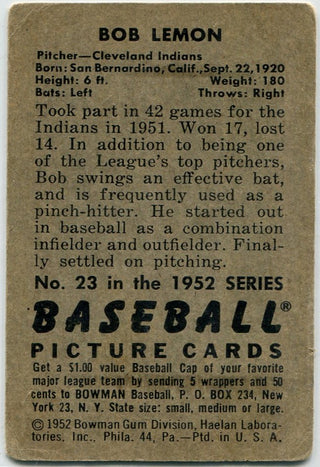 BOB LEMON
Pitcher—Cleveland Indians
Born: San Bernardino, Calif., Sept. 22, 1920
Height: 6 ft. Weight: 180
Bats: Left Throws: Right
Took part in 42 games for the
Indians in 1951. Won 17, lost
14. In addition to being one
of the League's top pitchers,
Bob swings an effective bat,
and is frequently used as a
pinch-hitter. He started out
in baseball as a combination
infielder and outfielder. Final-
ly settled on pitching.
No. 23 in the 1952 SERIES
BASEBALL®
PICTURE CARDS
Get a $1.00 value Baseball Cap of your favorite
major league team by sending 5 wrappers and 50
cents to BOWMAN BASEBALL, P. O. BOX 234, New
York 23, N. Y. State size: small, medium or large.
©1952 Bowman Gum Division, Haelan Labora-
tories, Inc., Phila. 44, Pa.—Ptd. in U. S. A.